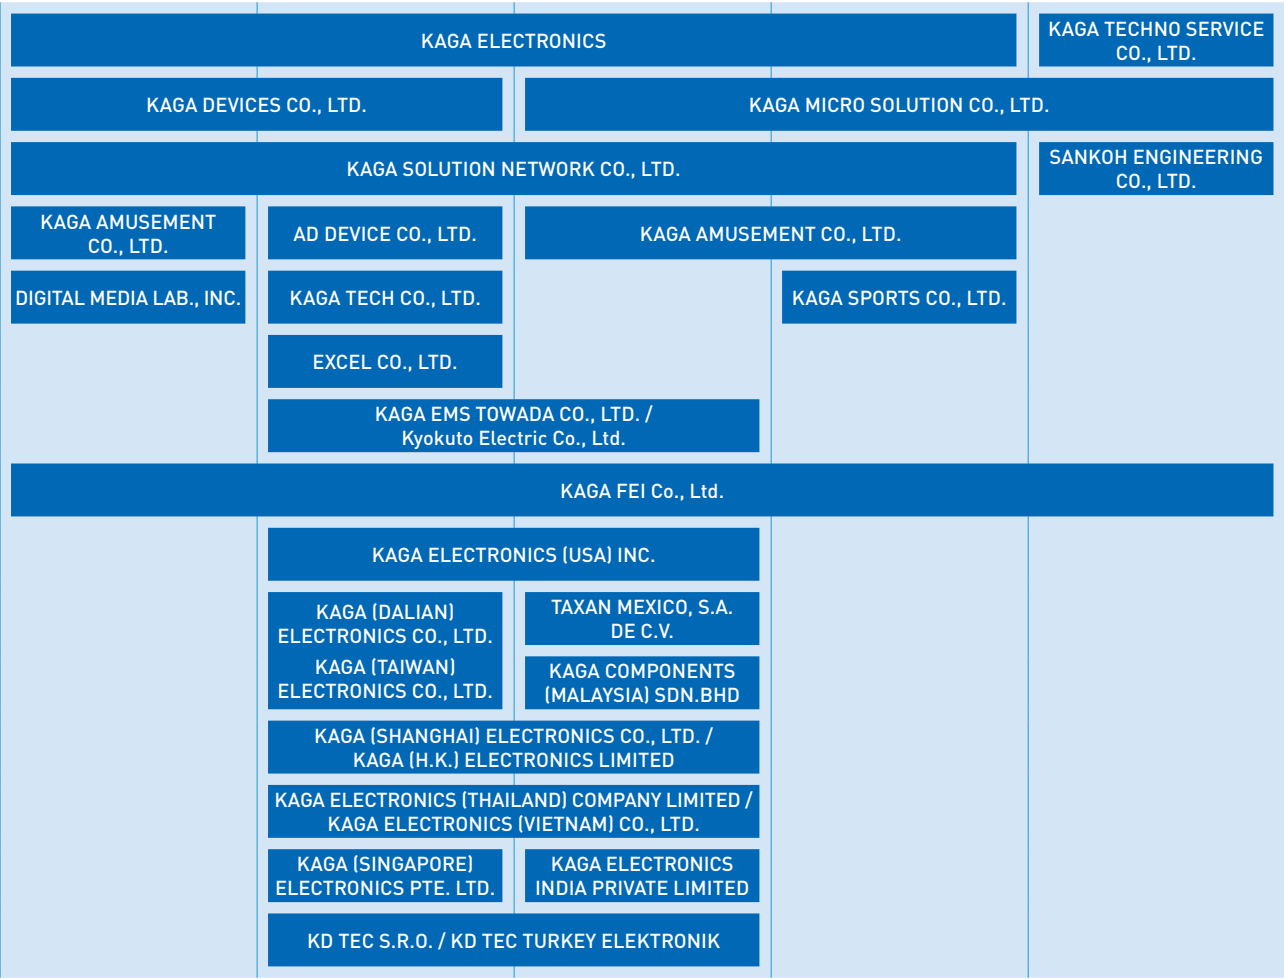 KAGA ELECTRONICS
KAGA TECHNO SERVICE
CO., LTD.
KAGA DEVICES CO., LTD.
KAGA MICRO SOLUTION CO., LTD.
KAGA SOLUTION NETWORK CO., LTD.
SANKOH ENGINEERING
CO., LTD.
KAGA AMUSEMENT
CO., LTD.
AD DEVICE CO., LTD.
KAGA AMUSEMENT CO., LTD.
DIGITAL MEDIA LAB., INC.
KAGA TECH CO., LTD.
KAGA SPORTS CO., LTD.
EXCEL CO., LTD.
KAGA EMS TOWADA CO., LTD. /
Kyokuto Electric Co., Ltd.
KAGA FEI Co., Ltd.
KAGA ELECTRONICS (USA) INC.
KAGA (DALIAN)
ELECTRONICS CO., LTD.
KAGA (TAIWAN)
ELECTRONICS CO., LTD.
TAXAN MEXICO, S.A.
DE C.V.
KAGA COMPONENTS
(MALAYSIA) SDN.BHD
KAGA (SHANGHAI) ELECTRONICS CO., LTD. /
KAGA (H.K.) ELECTRONICS LIMITED
KAGA ELECTRONICS (THAILAND) COMPANY LIMITED /
KAGA ELECTRONICS (VIETNAM) CO., LTD.
KAGA (SINGAPORE)
ELECTRONICS PTE. LTD.
KAGA ELECTRONICS
INDIA PRIVATE LIMITED
KD TEC S.R.O. / KD TEC TURKEY ELEKTRONIK